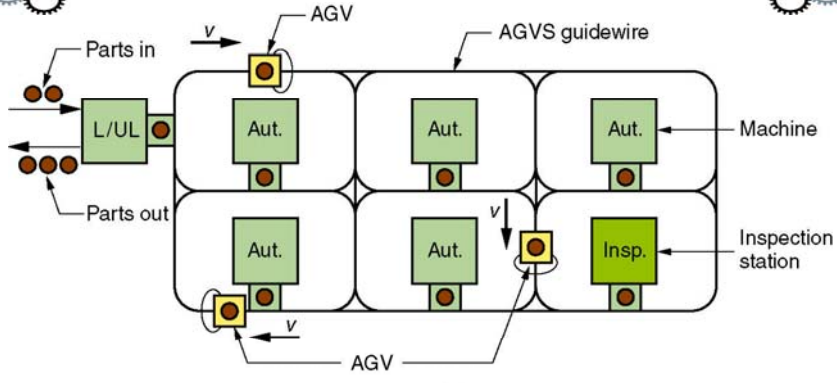 AGV
v
AGVS guidewire
Parts in
L/UL
Aut.
Aut.
Aut.
Machine
Parts out
v
Aut.
Aut.
Insp.
Inspection
station
v
AGV